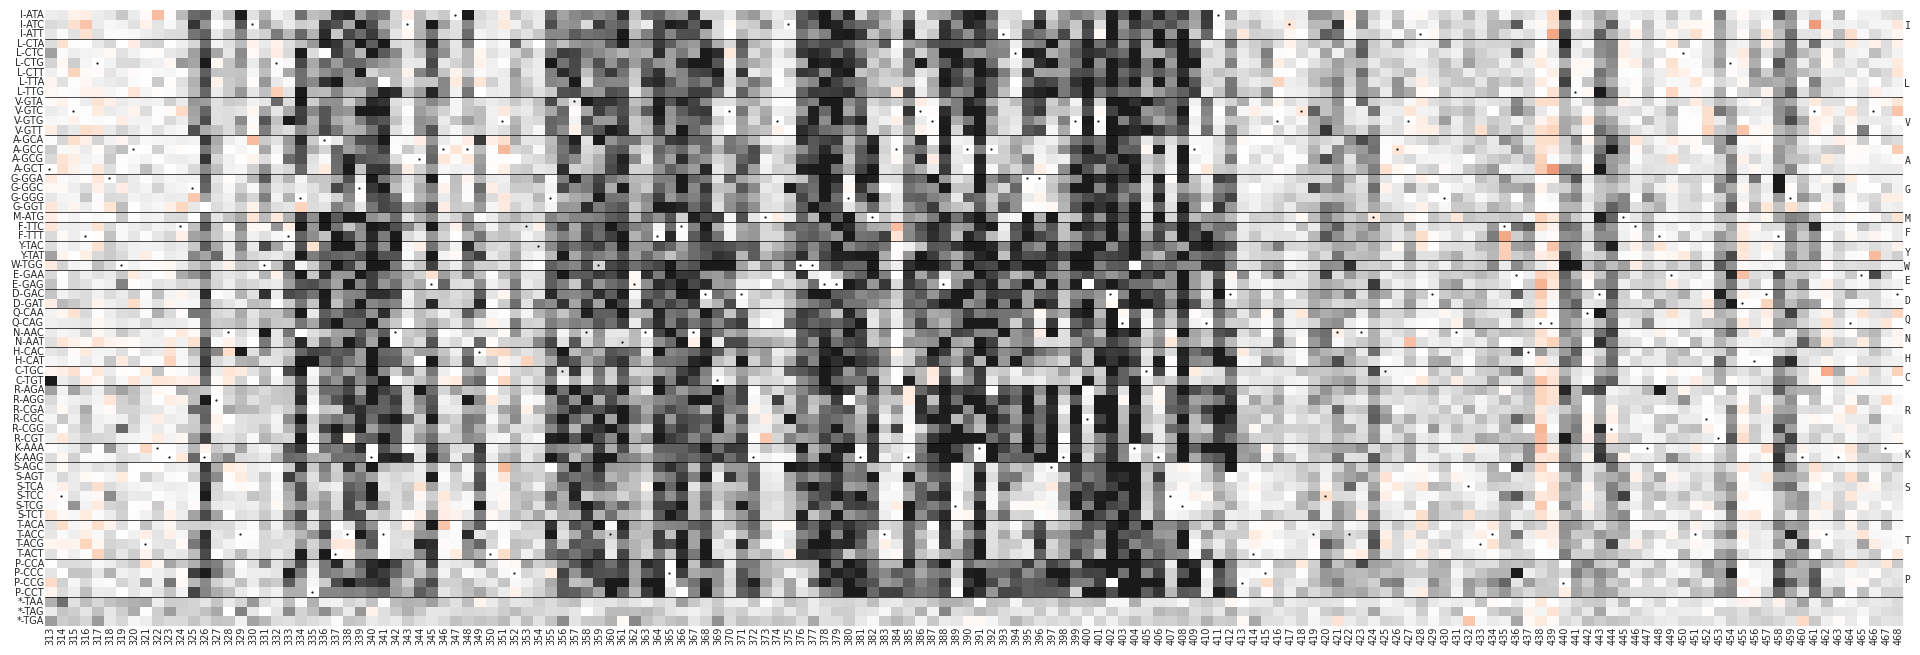 I-ATA
I-ATC
I-ATT
I
L-CTA
L-CTC
L-CTG
L-CTT
L-TTA
L-TTG
L
V-GTA
V-GTC
V-GTG
V-GTT
V
A-GCA
A-GCC
A-GCG
A-GCT
A
G-GGA
G-GGC
G-GGG
G-GGT
G
M-ATG
M
F-TTC
F-TTT
F
Y-TAC
Y-TAT
Y
W-TGG
W
E-GAA
E-GAG
E
D-GAC
D-GAT
D
Q-CAA
Q-CAG
Q
N-AAC
N-AAT
N
H-CAC
H-CAT
H
C-TGC
C-TGT
C
R-AGA
R-AGG
R-CGA
R-CGC
R-CGG
R-CGT
R
K-AAA
K-AAG
K
S-AGC
S-AGT
S-TCA
S-TCC
S-TCG
S-TCT
S
T-ACA
T-ACC
T-ACG
T-ACT
T
P-CCA
P-CCC
P-CCG
P-CCT
P
*-TAA
*-TAG
*-TGA
313 314 315 316 317 318 319 320 321 322 323 324 325 326 327 328 329 330 331 332 333 334 335 336 337 338 339 340 341 342 343 344 345 346 347 348 349 350 351 352 353 354 355 356 357 358 359 360 361 362 363 364 365 366 367 368 369 370 371 372 373 374 375 376 377 378 379 380 381 382 383 384 385 386 387 388 389 390 391 392 393 394 395 396 397 398 399 400 401 402 403 404 405 406 407 408 409 410 411 412 413 414 415 416 417 418 419 420 421 422 423 424 425 426 427 428 429 430 431 432 433 434 435 436 437 438 439 440 441 442 443 444 445 446 447 448 449 450 451 452 453 454 455 456 457 458 459 460 461 462 463 464 465 466 467 468